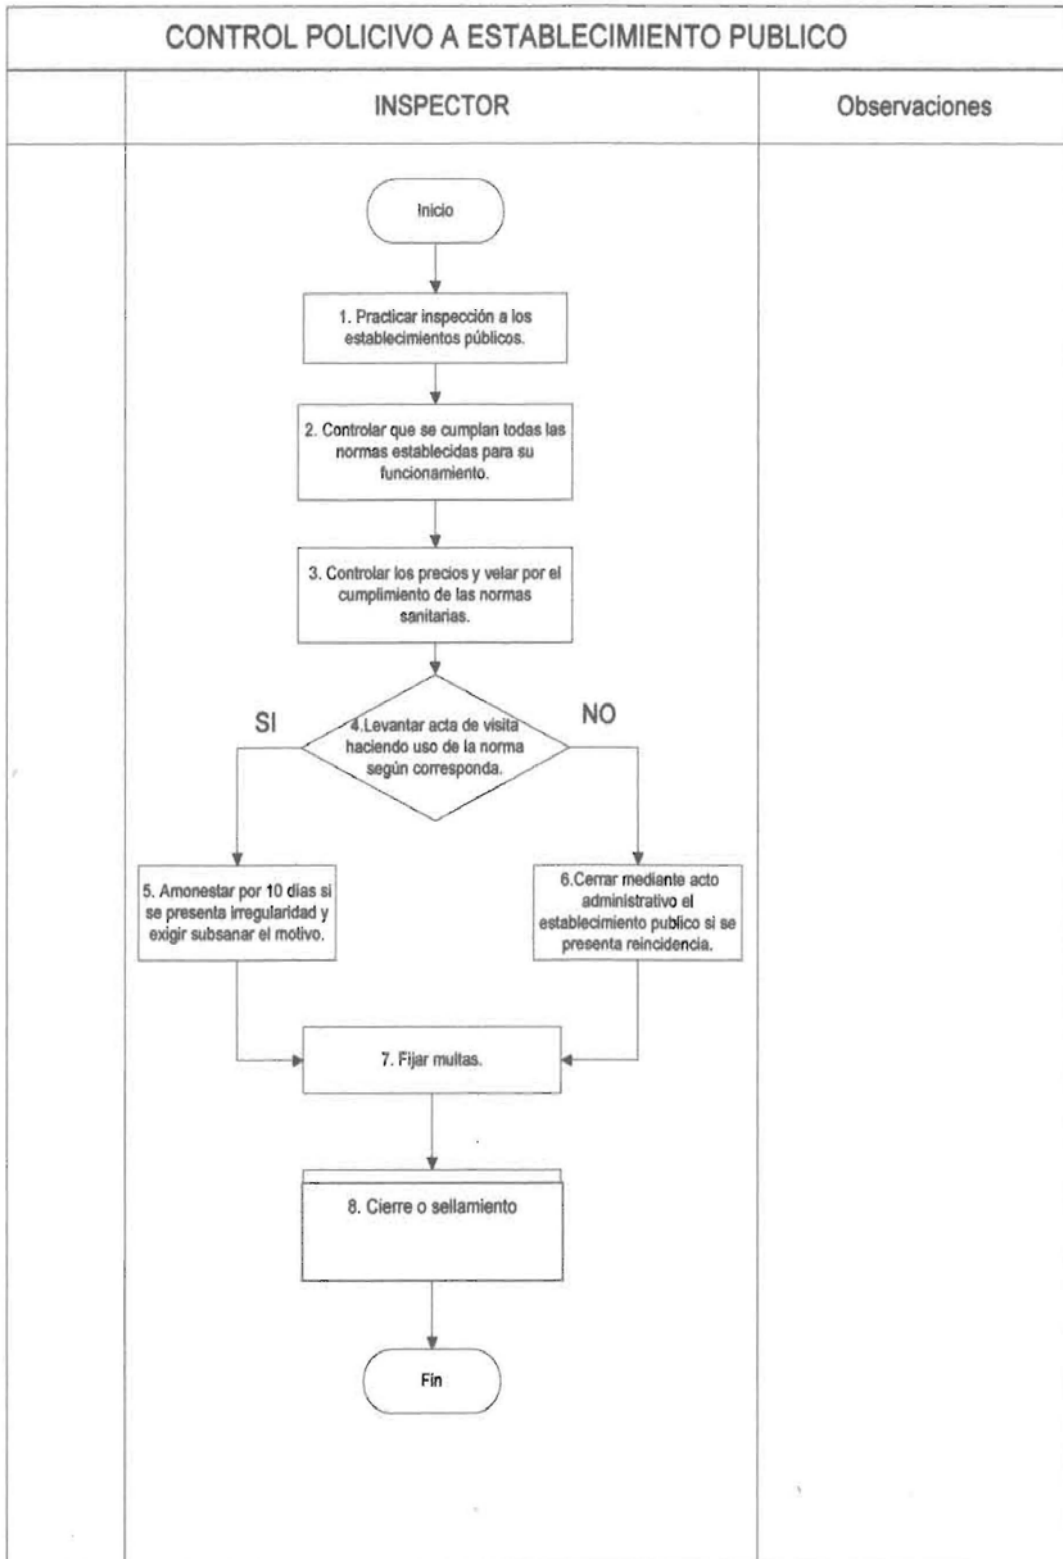 CONTROL POLICIVO A ESTABLECIMIENTO PUBLICO
INSPECTOR
Observaciones
Inicio
1. Practicar inspección a los
establecimientos públicos.
2. Controlar que se cumplan todas las
normas establecidas para su
funcionamiento.
3. Controlar los precios y velar por el
cumplimiento de las normas
sanitarias.
SI
NO
4.Levantar acta de visita
haciendo uso de la norma
según corresponda.
5. Amonestar por 10 dias si
se presenta irregularidad y
exigir subsanar el motivo.
6.Cerrar mediante acto
administrativo el
establecimiento publico si se
presenta reincidencia.
7. Fijar multas.
8. Cierre o sellamiento
Fin